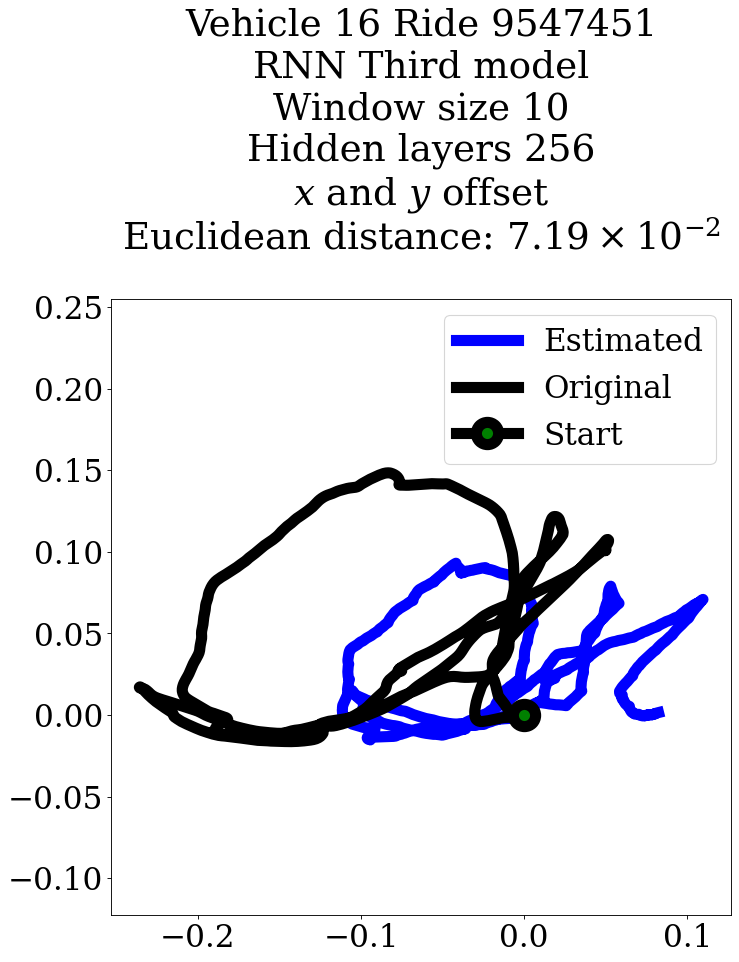 Vehicle 16 Ride 9547451
RNN Third model
Window size 10
Hidden layers 256
x and y offset
Euclidean distance: 7.19 × 10⁻²
Estimated
Original
Start
0.25
0.20
0.15
0.10
0.05
0.00
−0.05
−0.10
−0.2 −0.1 0.0 0.1